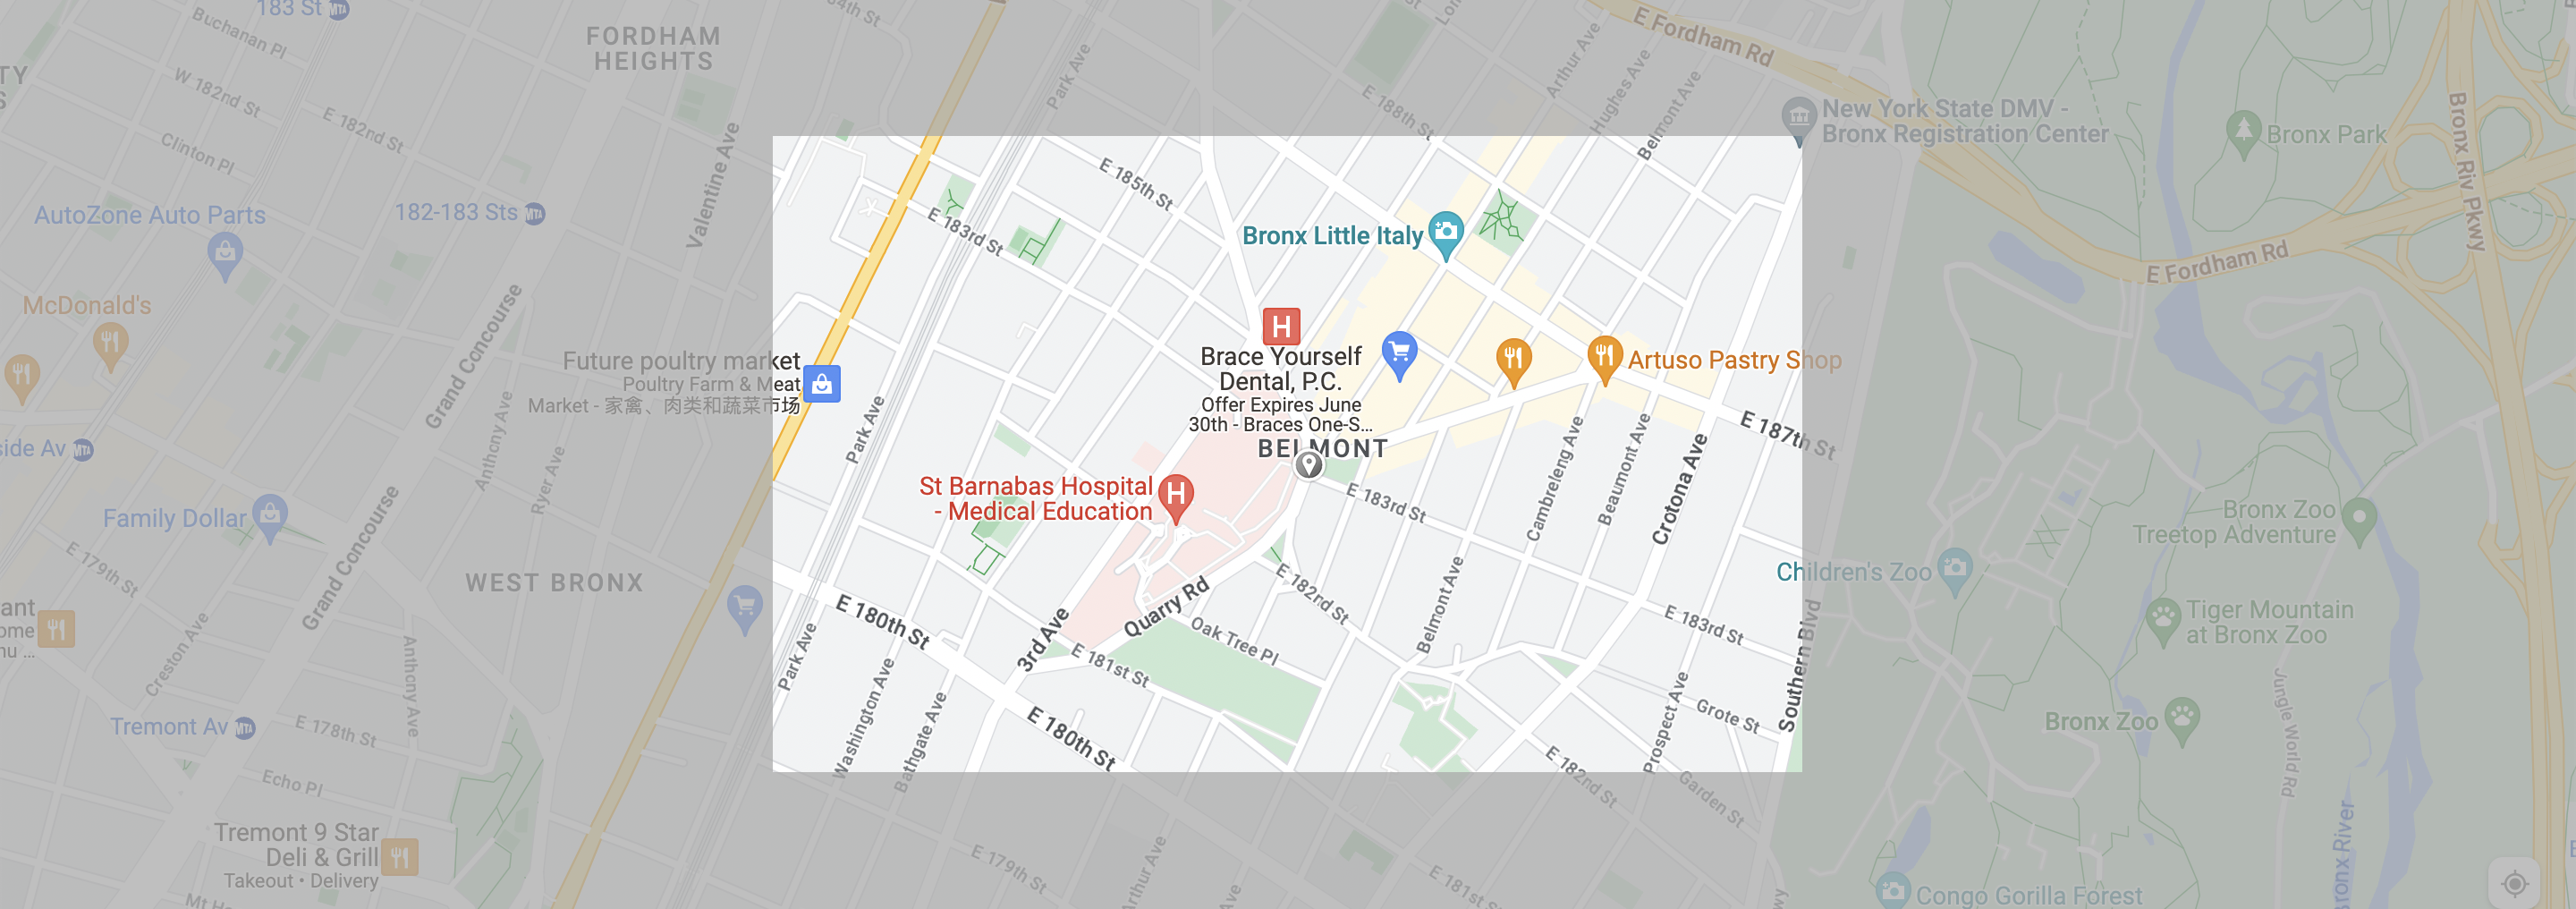 183 St
MTA
Buchanan Pl
FORDHAM
HEIGHTS
Park Ave
Arthur Ave
Hughes Ave
Belmont Ave
E Fordham Rd
W 182nd St
E 182nd St
Clinton Pl
E 188th St
New York State DMV -
Bronx Registration Center
Bronx Park
Bronx Riv Pkwy
AutoZone Auto Parts
182-183 Sts
MTA
Valentine Ave
E 183rd St
E 185th St
Bronx Little Italy
E Fordham Rd
McDonald's
Grand Concourse
H
Brace Yourself
Dental, P.C.
Offer Expires June
30th - Braces One-S...
Artuso Pastry Shop
Future poultry market
Poultry Farm & Meat
Market - 家禽、肉类和蔬菜市场
Park Ave
BELMONT
E 187th St
side Av
MTA
Anthony Ave
Ryer Ave
St Barnabas Hospital
- Medical Education
H
E 183rd St
Cambreleng Ave
Beaumont Ave
Crotona Ave
Bronx Zoo
Treetop Adventure
Family Dollar
E 179th St
Grand Concourse
WEST BRONX
E 180th St
3rd Ave
Quarry Rd
E 182nd St
Oak Tree Pl
Belmont Ave
Children's Zoo
E 183rd St
Southern Blvd
Tiger Mountain
at Bronx Zoo
ant
ome
nu ...
Creston Ave
Anthony Ave
Park Ave
Washington Ave
Bathgate Ave
E 181st St
E 180th St
Prospect Ave
Grote St
Bronx Zoo
Jungle World Rd
Tremont Av
MTA
E 178th St
Echo Pl
E 182nd St
Garden St
Tremont 9 Star
Deli & Grill
Takeout • Delivery
E 179th St
Arthur Ave
E 181st St
Bronx River
Congo Gorilla Forest